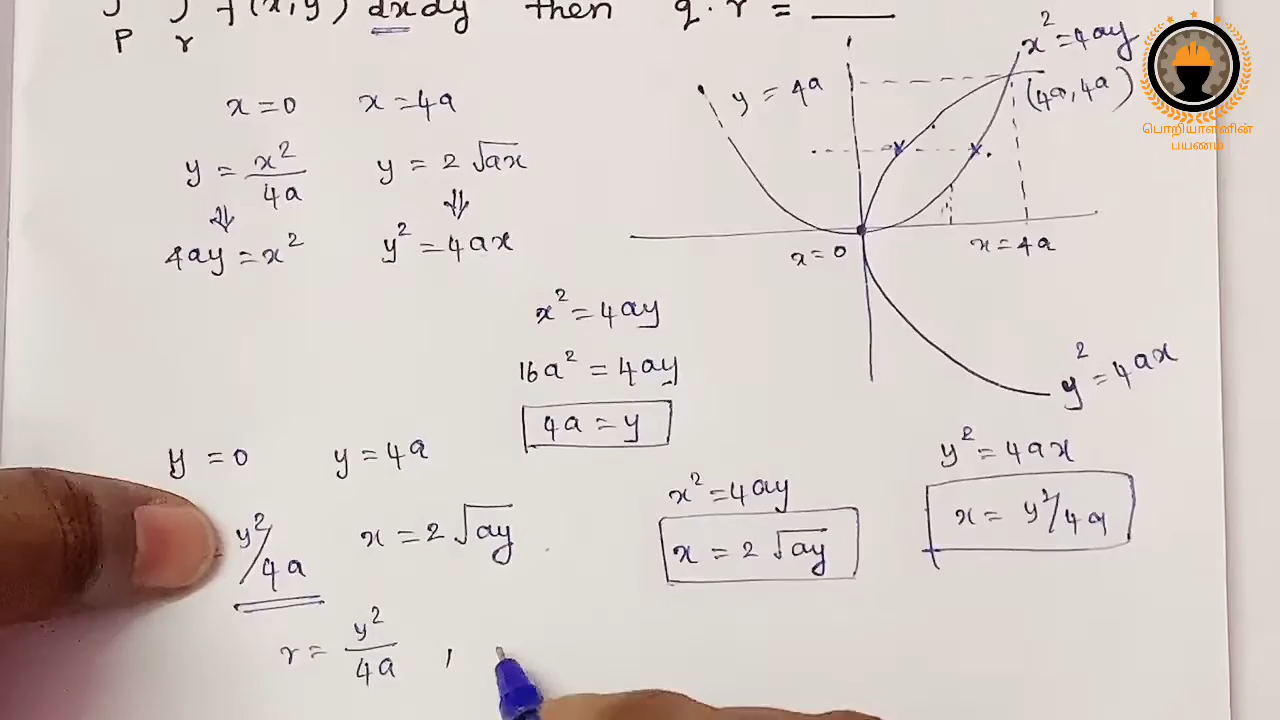 ∫ ∫ f(x,y) dx dy then q·r = ____
p r
x=0 x=4a
y = x²/4a y = 2√ax
⇓ ⇓
4ay = x² y² = 4ax
x² = 4ay
16a² = 4ay
4a = y
y = 4a
x² = 4ay
(4a, 4a)
x=0 x=4a
y² = 4ax
y = 0 y = 4a
y²/4a x = 2√ay
x² = 4ay
x = 2√ay
y² = 4ax
x = y²/4a
r = y²/4a ,
பொறியாளனின்
பயணம்